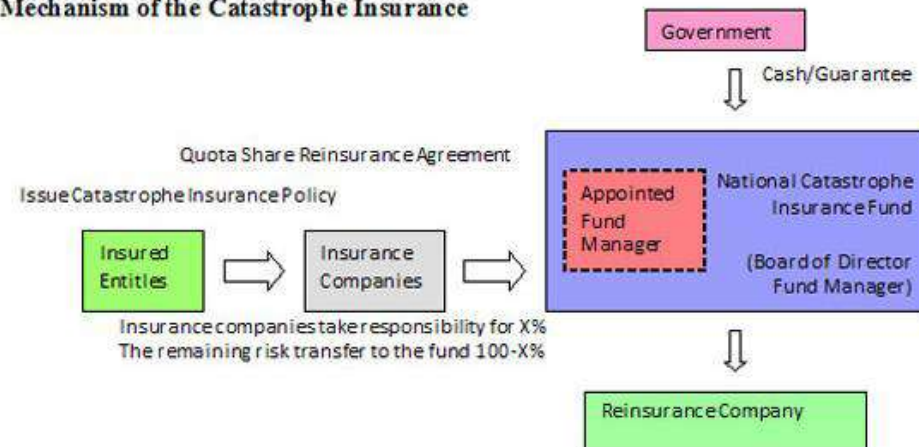 Mechanism of the Catastrophe Insurance
Government
Cash/Guarantee
Quota Share Reinsurance Agreement
Issue Catastrophe Insurance Policy
Insured
Entitles
Insurance
Companies
Appointed
Fund
Manager
National Catastrophe
Insurance Fund
(Board of Director
Fund Manager)
Insurance companies take responsibility for X%
The remaining risk transfer to the fund 100-X%
Reinsurance Company